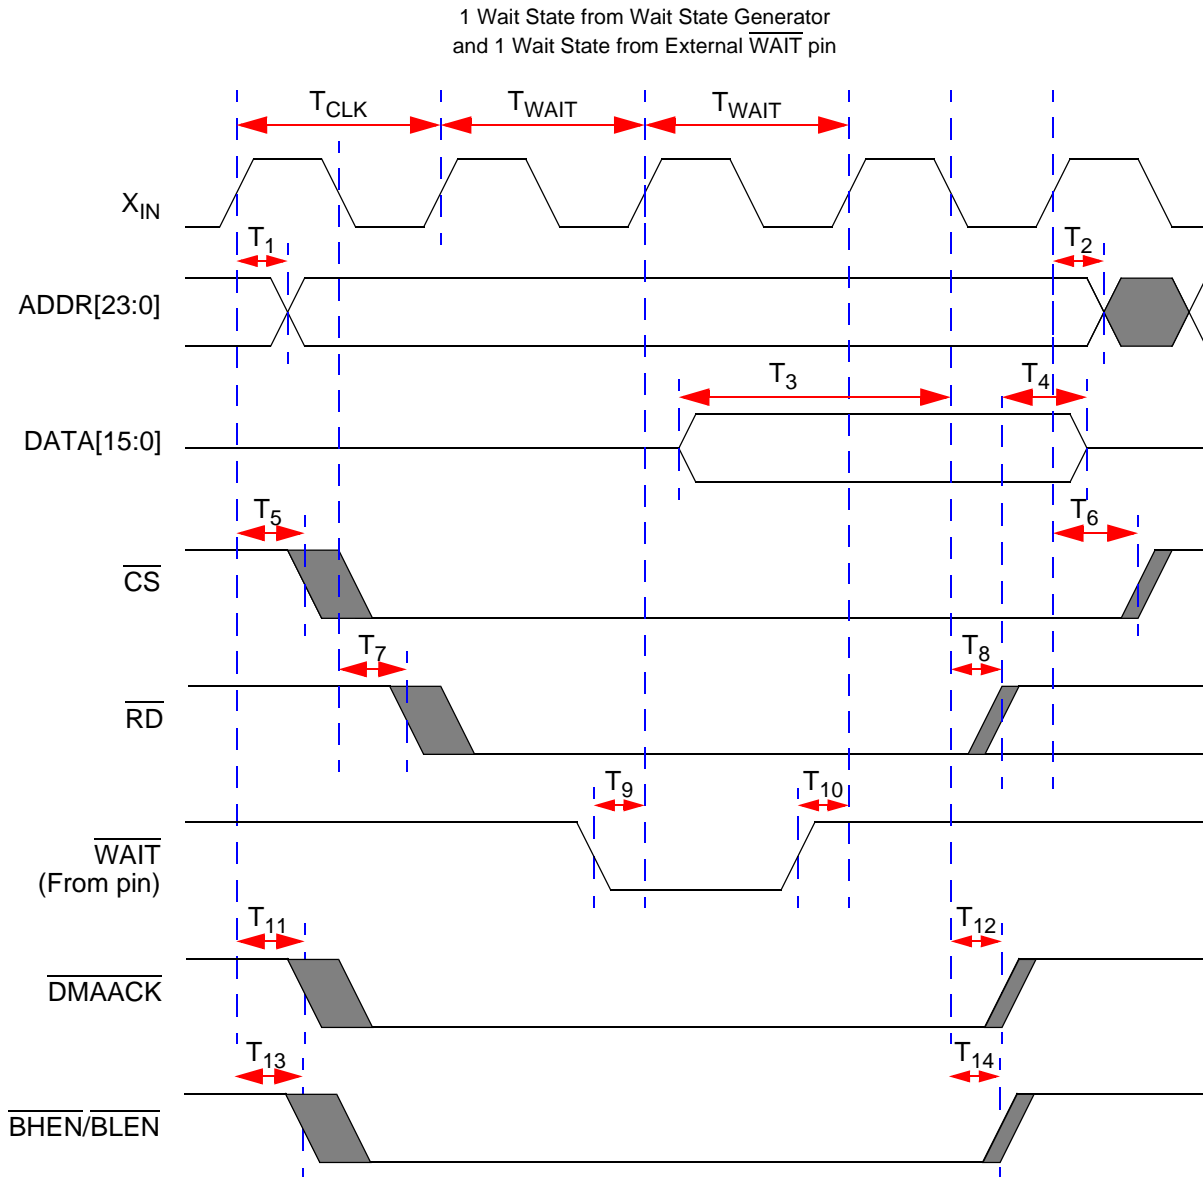 1 Wait State from Wait State Generator
and 1 Wait State from External WAIT pin
TCLK TWAIT TWAIT
XIN
T1 T2
ADDR[23:0]
T3 T4
DATA[15:0]
T5 T6
CS
T7 T8
RD
T9 T10
WAIT
(From pin)
T11 T12
DMAACK
T13 T14
BHEN/BLEN